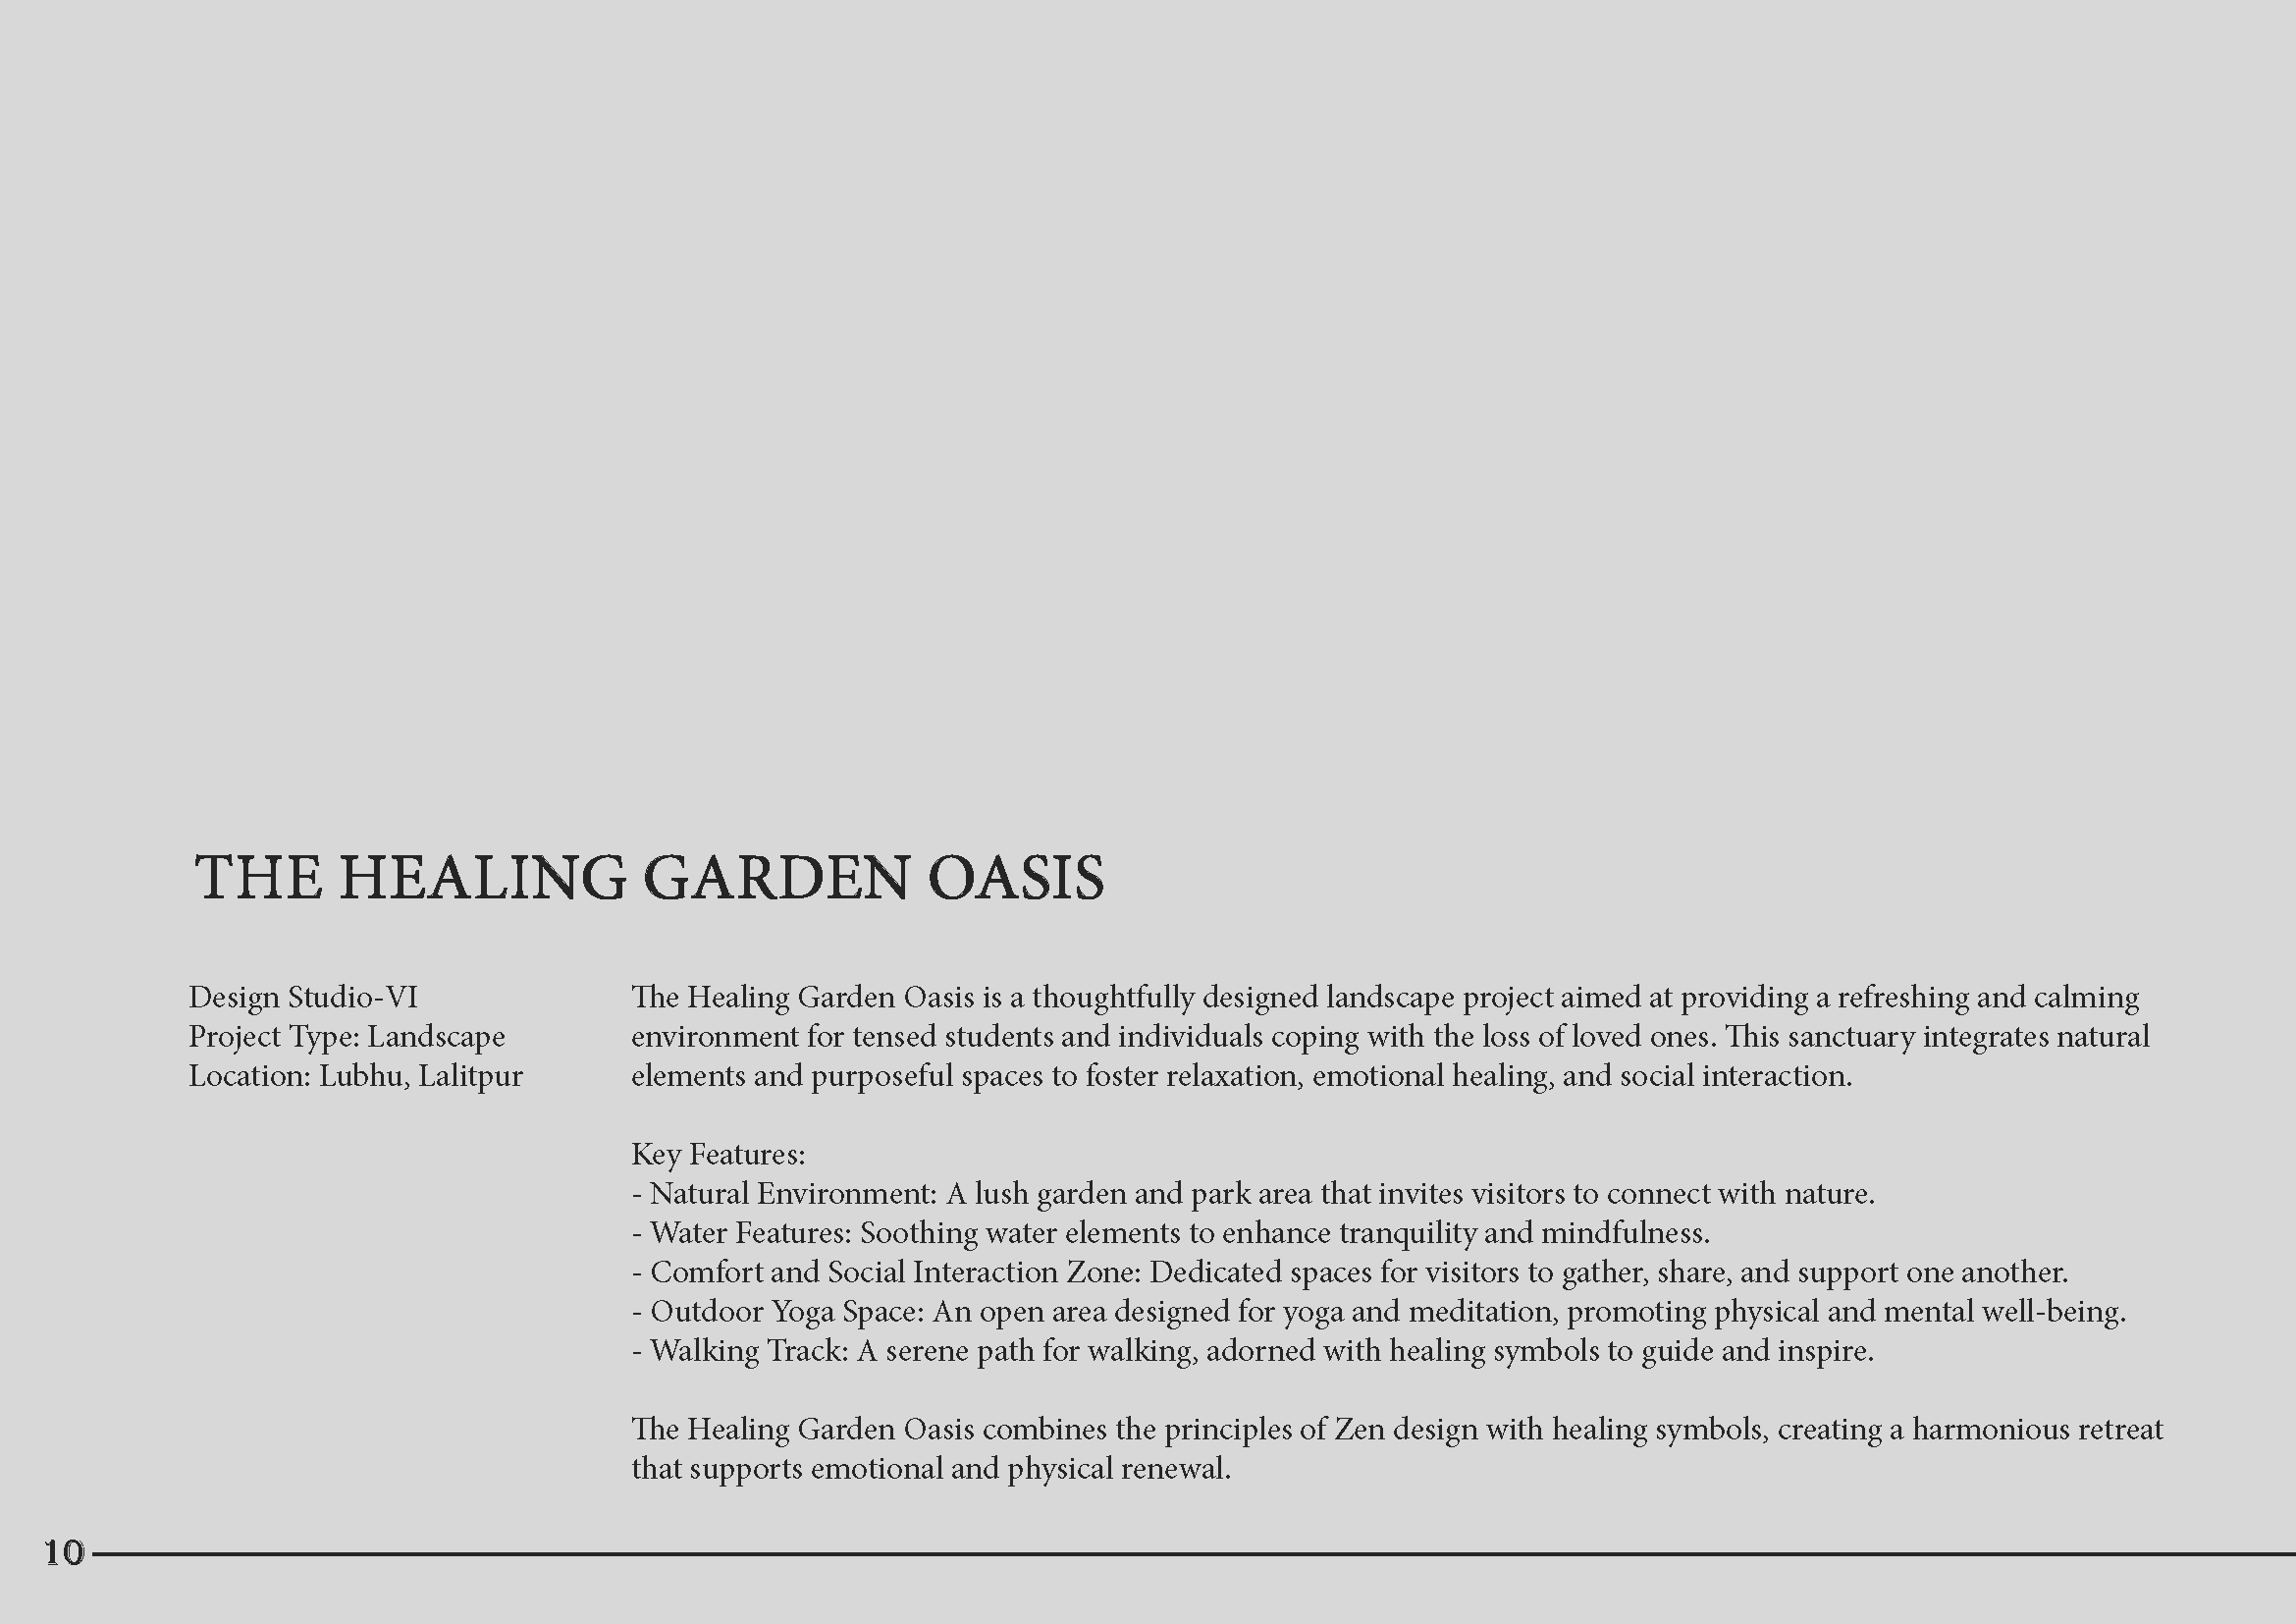 THE HEALING GARDEN OASIS
Design Studio-VI
Project Type: Landscape
Location: Lubhu, Lalitpur
The Healing Garden Oasis is a thoughtfully designed landscape project aimed at providing a refreshing and calming
environment for tensed students and individuals coping with the loss of loved ones. This sanctuary integrates natural
elements and purposeful spaces to foster relaxation, emotional healing, and social interaction.
Key Features:
- Natural Environment: A lush garden and park area that invites visitors to connect with nature.
- Water Features: Soothing water elements to enhance tranquility and mindfulness.
- Comfort and Social Interaction Zone: Dedicated spaces for visitors to gather, share, and support one another.
- Outdoor Yoga Space: An open area designed for yoga and meditation, promoting physical and mental well-being.
- Walking Track: A serene path for walking, adorned with healing symbols to guide and inspire.
The Healing Garden Oasis combines the principles of Zen design with healing symbols, creating a harmonious retreat
that supports emotional and physical renewal.
10